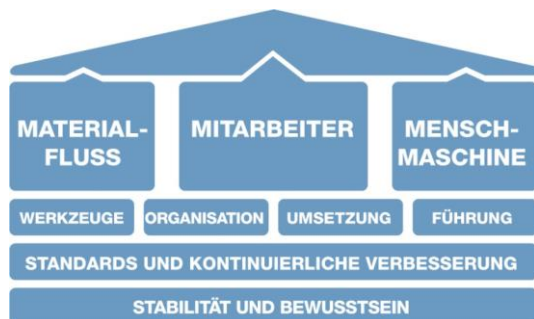 MATERIAL-
FLUSS
MITARBEITER
MENSCH-
MASCHINE
WERKZEUGE
ORGANISATION
UMSETZUNG
FÜHRUNG
STANDARDS UND KONTINUIERLICHE VERBESSERUNG
STABILITÄT UND BEWUSSTSEIN